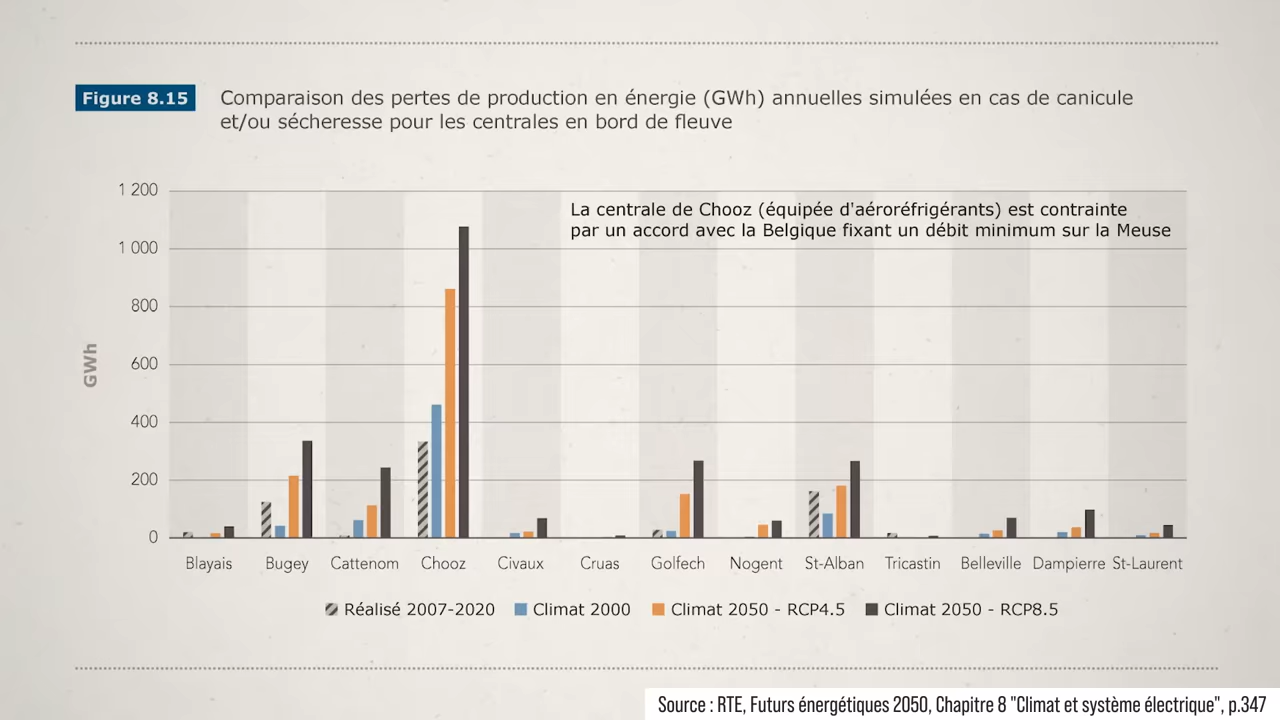 Figure 8.15
Comparaison des pertes de production en énergie (GWh) annuelles simulées en cas de canicule
et/ou sécheresse pour les centrales en bord de fleuve
La centrale de Chooz (équipée d'aéroréfrigérants) est contrainte
par un accord avec la Belgique fixant un débit minimum sur la Meuse
GWh
1 200
1 000
800
600
400
200
0
Blayais Bugey Cattenom Chooz Civaux Cruas Golfech Nogent St-Alban Tricastin Belleville Dampierre St-Laurent
Réalisé 2007-2020 Climat 2000 Climat 2050 - RCP4.5 Climat 2050 - RCP8.5
Source : RTE, Futurs énergétiques 2050, Chapitre 8 "Climat et système électrique", p.347